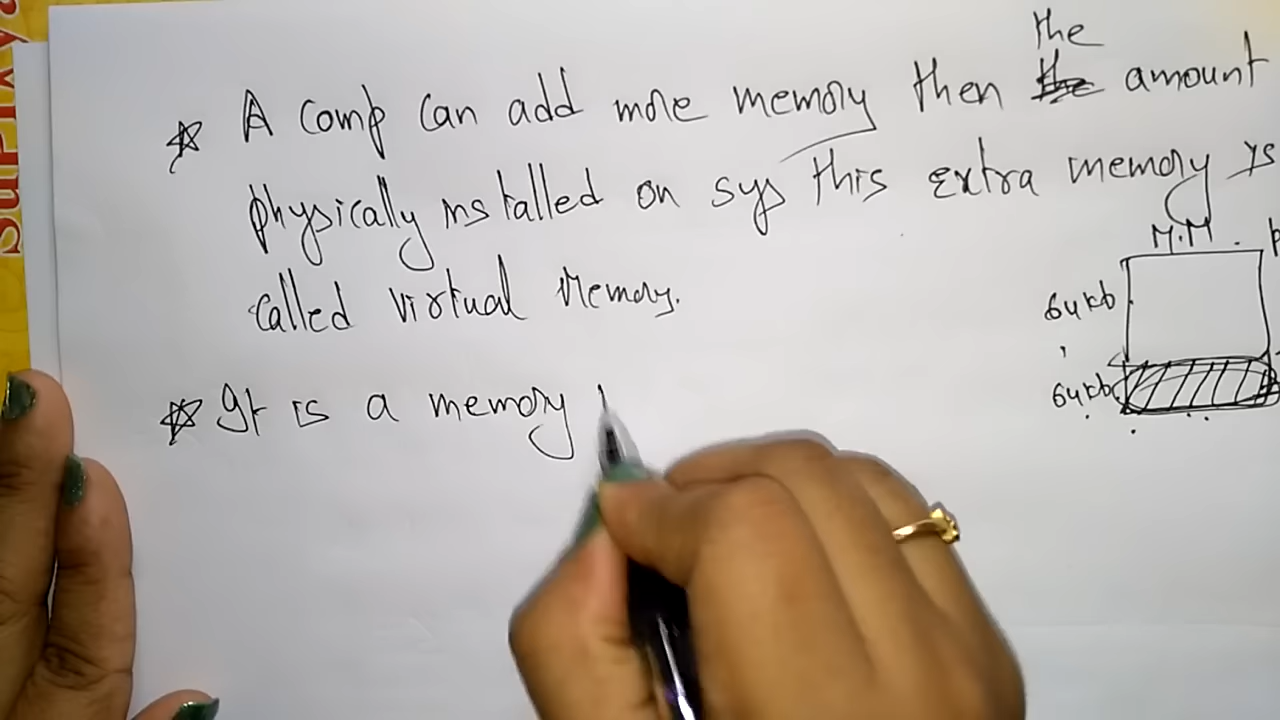 the
A comp can add more memory then the amount
physically installed on sys this extra memory is
called virtual memory.
M.M
64kb
64kb
It is a memory